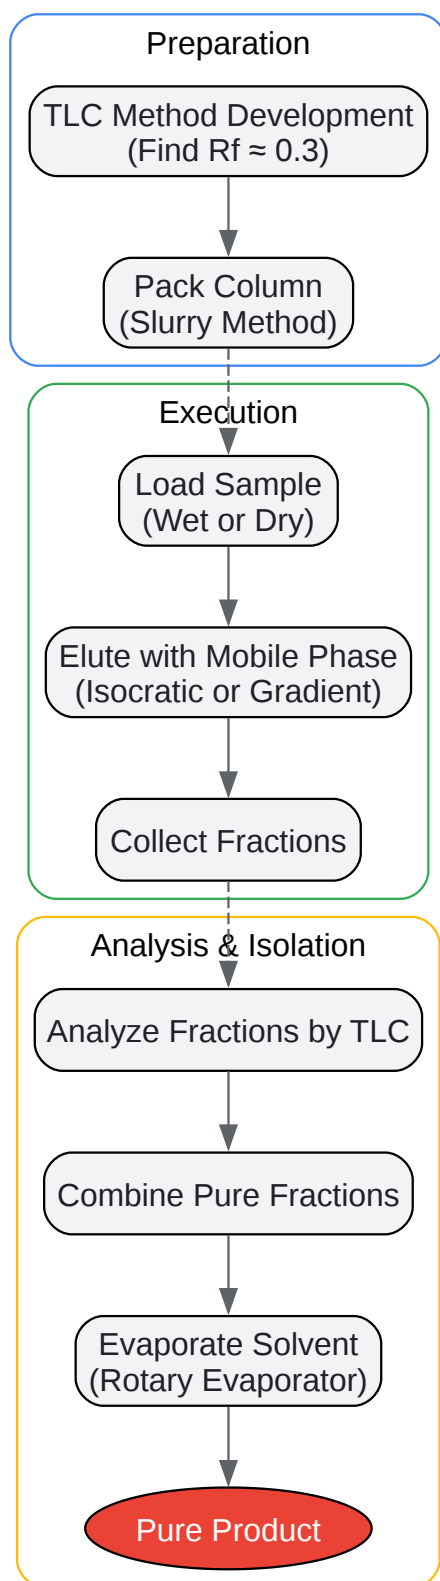 Preparation
TLC Method Development
(Find Rf ≈ 0.3)
Pack Column
(Slurry Method)
Execution
Load Sample
(Wet or Dry)
Elute with Mobile Phase
(Isocratic or Gradient)
Collect Fractions
Analysis & Isolation
Analyze Fractions by TLC
Combine Pure Fractions
Evaporate Solvent
(Rotary Evaporator)
Pure Product